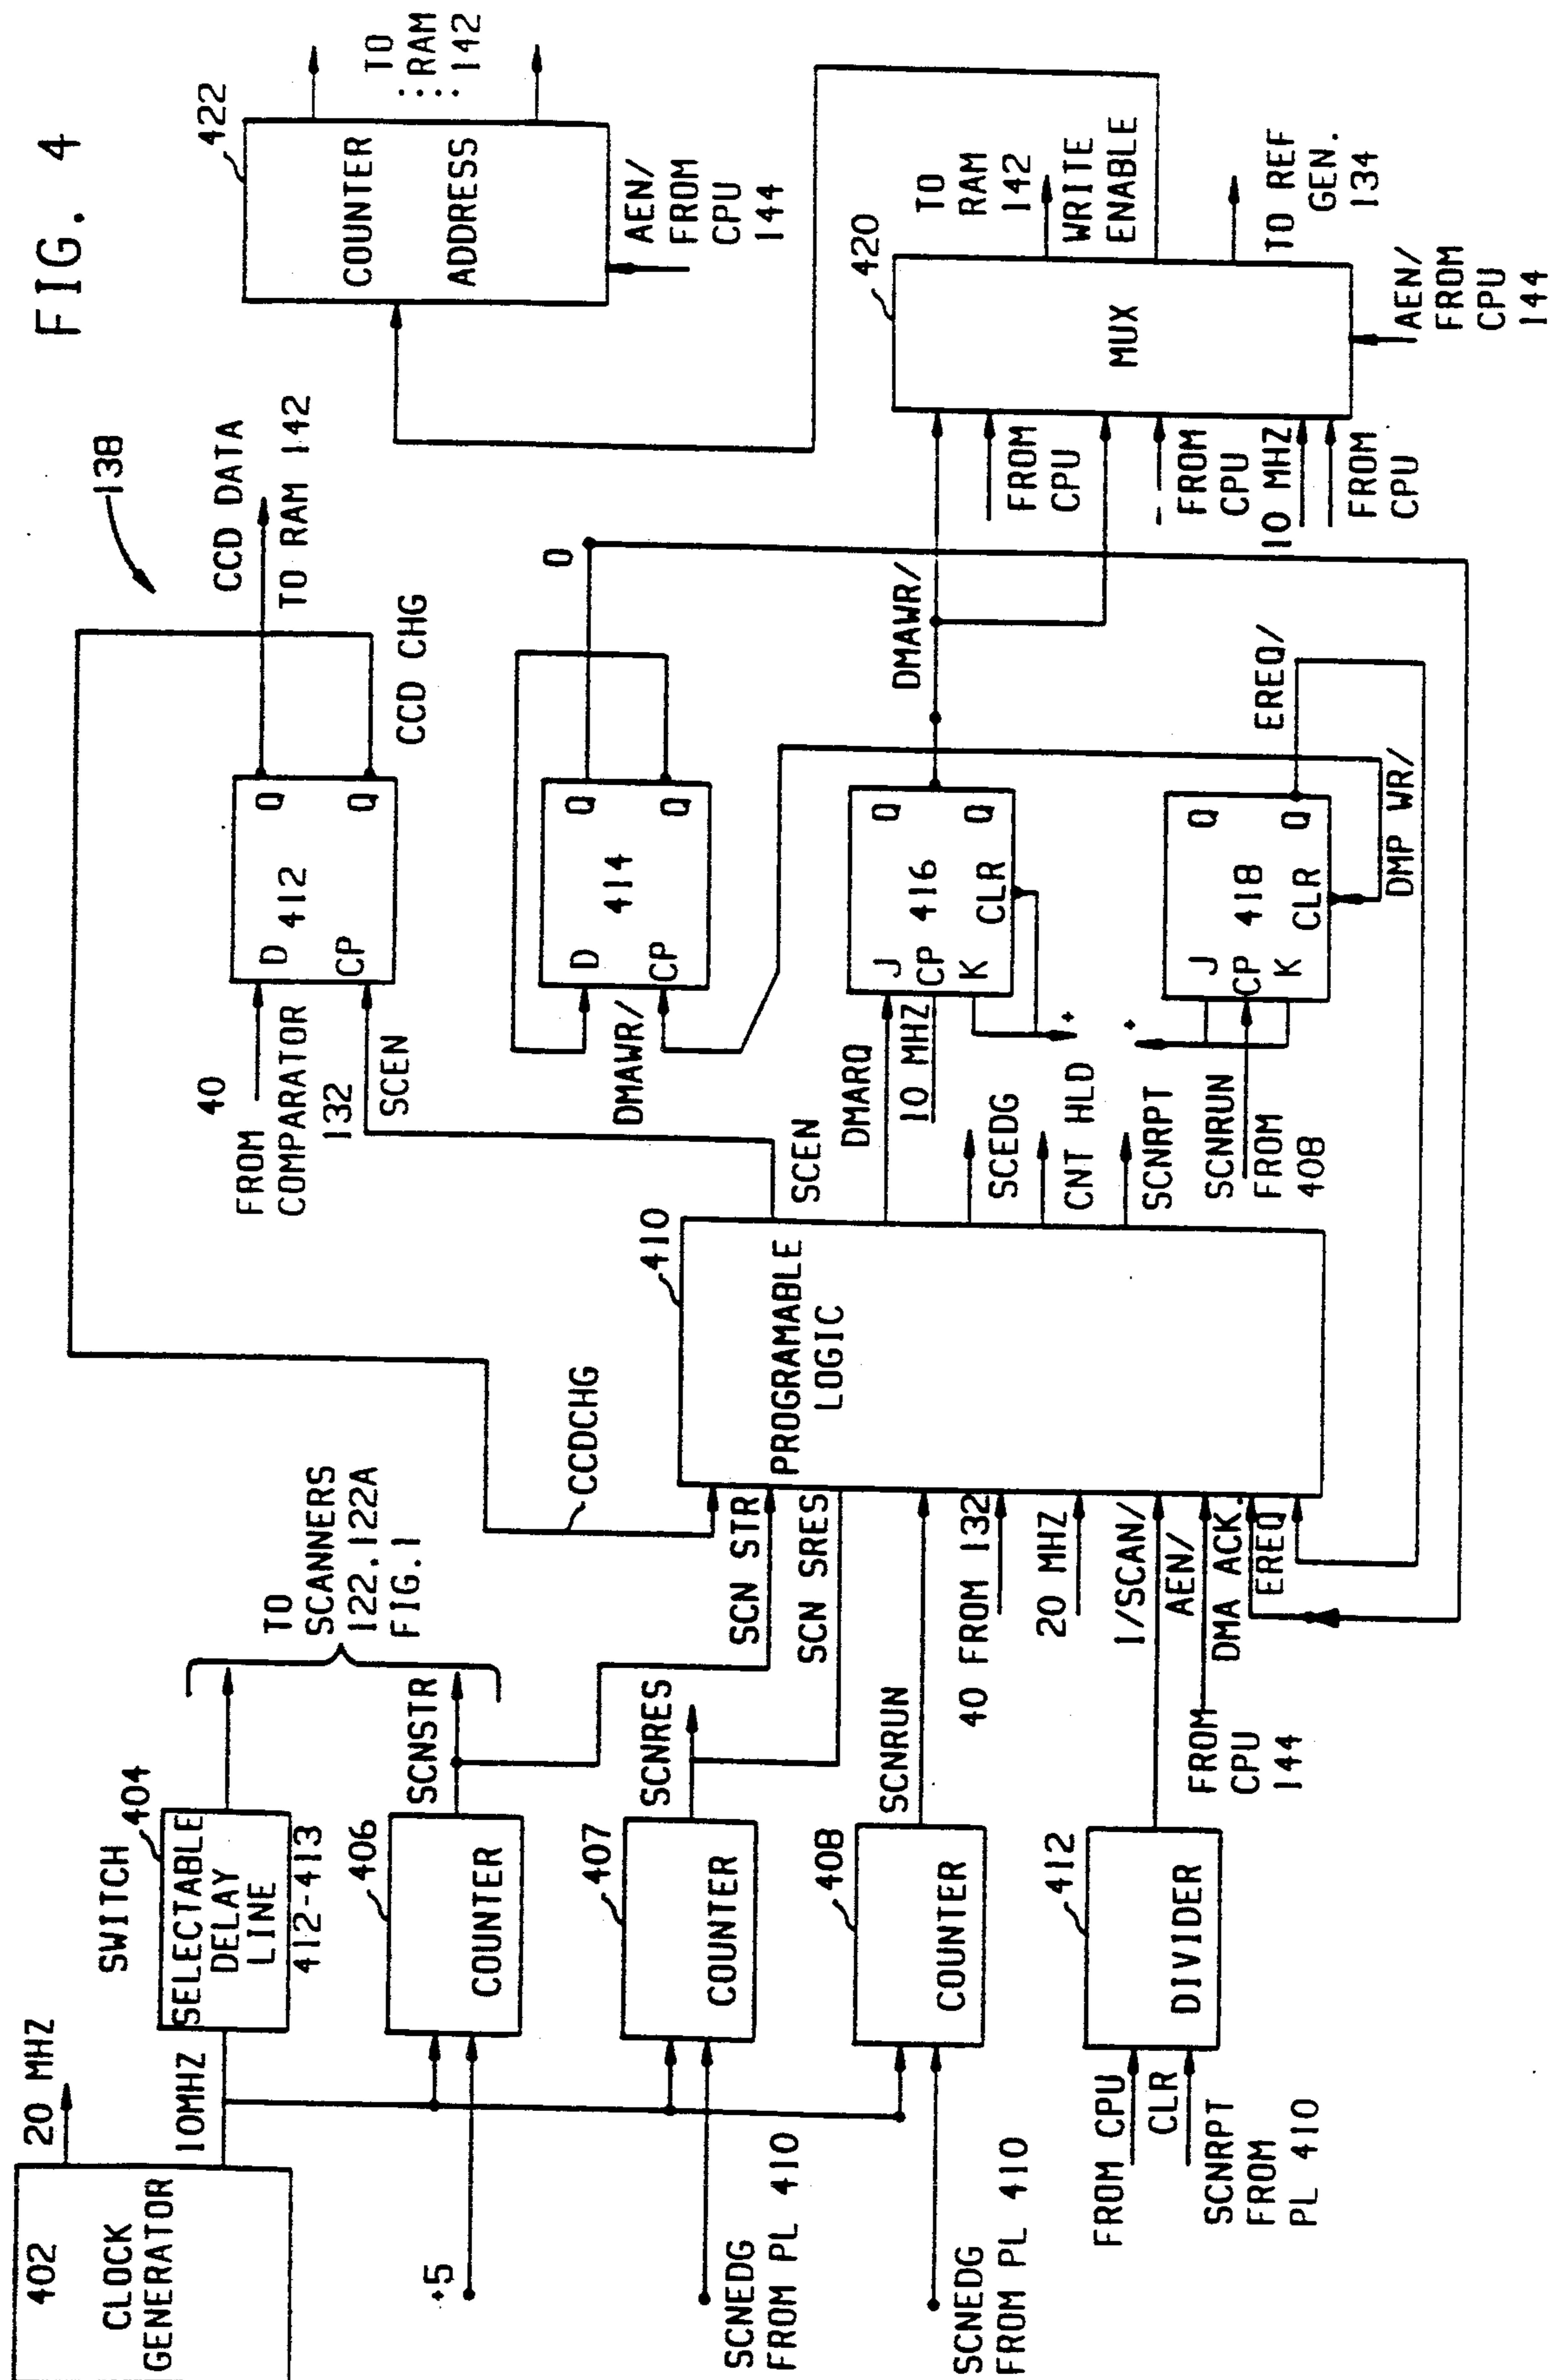 FIG. 4
138
402
CLOCK
GENERATOR
20 MHZ
10MHZ
SWITCH
404
SELECTABLE
DELAY
LINE
412-413
TO
SCANNERS
122.122A
FIG.1
406
COUNTER
SCNSTR
+5
407
COUNTER
SCNRES
SCNEDG
FROM PL 410
408
COUNTER
SCNRUN
SCNEDG
FROM PL 410
412
DIVIDER
FROM CPU
CLR
SCNRPT
FROM
PL 410
CCDCHG
SCN STR
SCN SRES
40 FROM 132
20 MHZ
1/SCAN/
AEN/
FROM
CPU
144
DMA ACK.
EREQ
410
PROGRAMABLE
LOGIC
SCEN
DMARQ
10 MHZ
SCEDG
CNT HLD
SCNRPT
40
FROM
COMPARATOR
132
SCEN
D
412
CP
Q
Q
CCD DATA
TO RAM 142
CCD CHG
D
414
CP
Q
Q
DMAWR/
Q
J
CP 416
K
CLR
Q
Q
+
+
DMAWR/
SCNRUN
FROM
408
J
CP 418
K
CLR
Q
Q
EREQ/
DMP WR/
420
MUX
FROM
CPU
FROM
CPU
10 MHZ
FROM
CPU
AEN/
FROM
CPU
144
TO
RAM
142
WRITE
ENABLE
TO REF
GEN.
134
422
COUNTER
ADDRESS
AEN/
FROM
CPU
144
TO
RAM
142